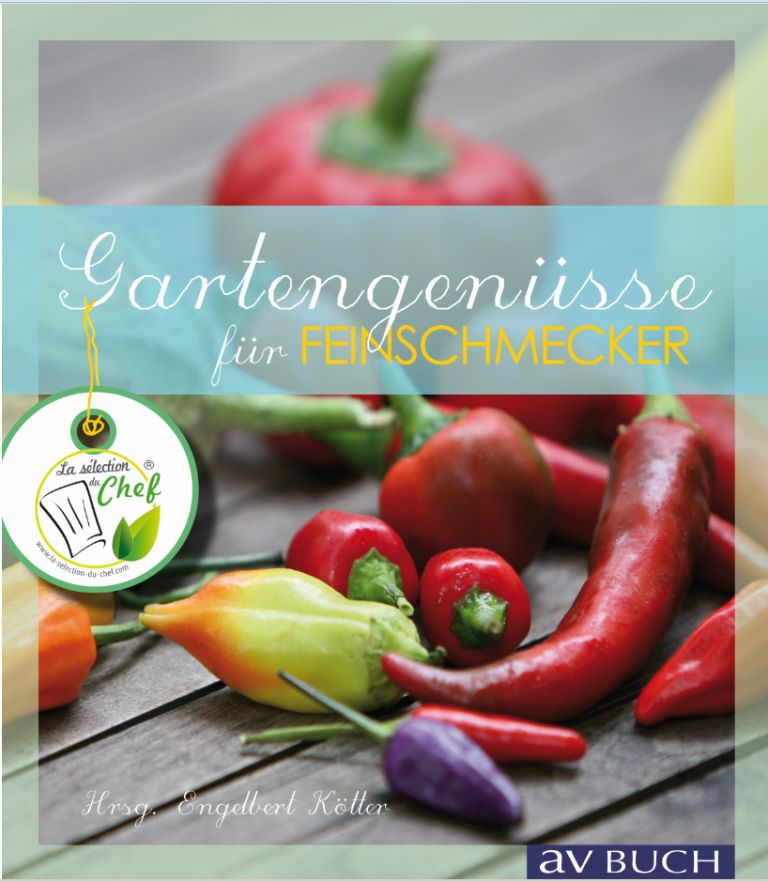 Gartengenüsse
für FEINSCHMECKER
La sélection ®
du Chef
www.la-selection-du-chef.com
Hrsg. Engelbert Kötter
av BUCH